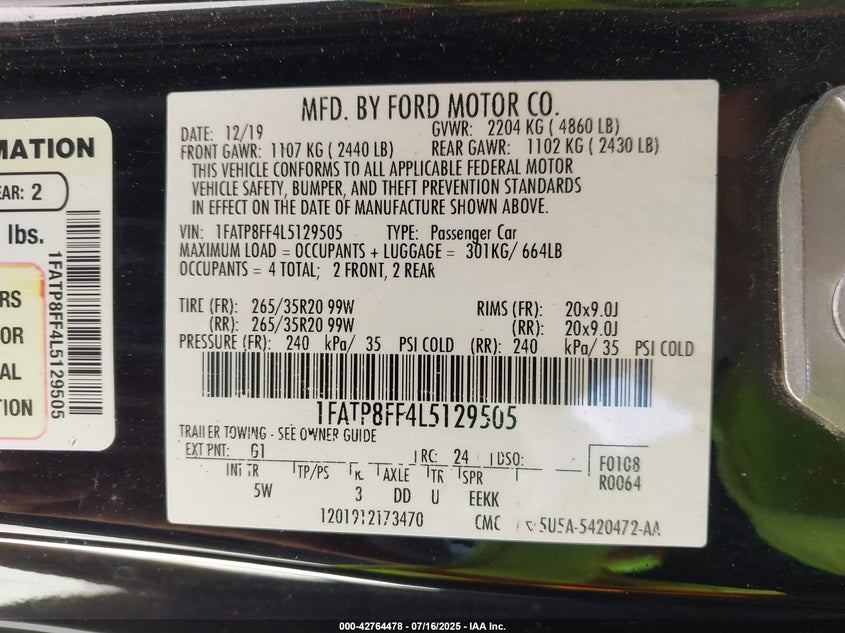 MATION
EAR: 2
lbs.
RS
OR
AL
TION
1FATP8FF4L5129505
MFD. BY FORD MOTOR CO.
DATE: 12/19 GVWR: 2204 KG ( 4860 LB)
FRONT GAWR: 1107 KG ( 2440 LB) REAR GAWR: 1102 KG ( 2430 LB)
THIS VEHICLE CONFORMS TO ALL APPLICABLE FEDERAL MOTOR
VEHICLE SAFETY, BUMPER, AND THEFT PREVENTION STANDARDS
IN EFFECT ON THE DATE OF MANUFACTURE SHOWN ABOVE.
VIN: 1FATP8FF4L5129505 TYPE: Passenger Car
MAXIMUM LOAD = OCCUPANTS + LUGGAGE = 301KG/ 664LB
OCCUPANTS = 4 TOTAL; 2 FRONT, 2 REAR
TIRE (FR): 265/35R20 99W RIMS (FR): 20x9.0J
(RR): 265/35R20 99W (RR): 20x9.0J
PRESSURE (FR): 240 kPa/ 35 PSI COLD (RR): 240 kPa/ 35 PSI COLD
1FATP8FF4L5129505
TRAILER TOWING - SEE OWNER GUIDE
EXT PNT: G1 RC: 24 DSO: F0108
INT TR TP/PS R AXLE TR SPR R0064
5W 3 DD U EEKK
1201912173470 CMC 5U5A-5420472-AA
000-42764478 - 07/16/2025 - IAA Inc.